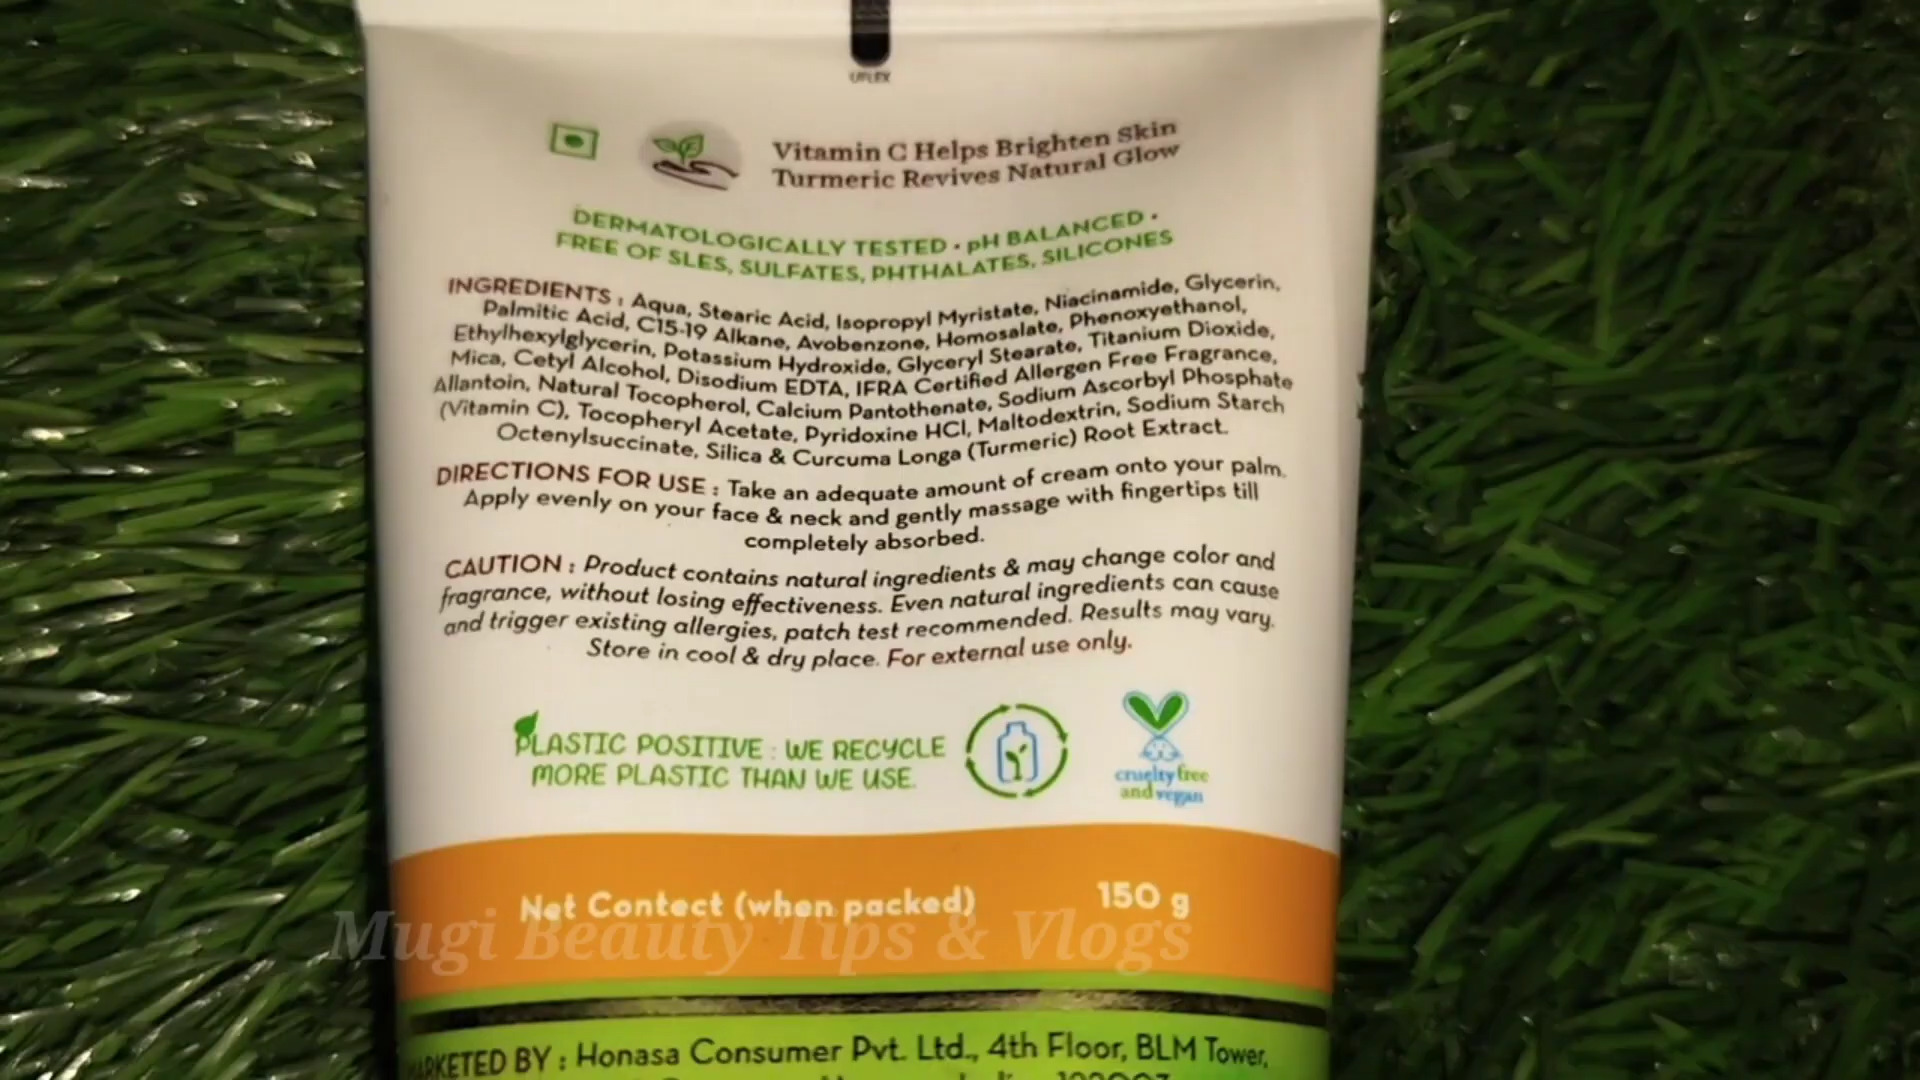 UFLEX
Vitamin C Helps Brighten Skin
Turmeric Revives Natural Glow
DERMATOLOGICALLY TESTED • pH BALANCED •
FREE OF SLES, SULFATES, PHTHALATES, SILICONES
INGREDIENTS : Aqua, Stearic Acid, Isopropyl Myristate, Niacinamide, Glycerin,
Palmitic Acid, C15-19 Alkane, Avobenzone, Homosalate, Phenoxyethanol,
Ethylhexylglycerin, Potassium Hydroxide, Glyceryl Stearate, Titanium Dioxide,
Mica, Cetyl Alcohol, Disodium EDTA, IFRA Certified Allergen Free Fragrance,
Allantoin, Natural Tocopherol, Calcium Pantothenate, Sodium Ascorbyl Phosphate
(Vitamin C), Tocopheryl Acetate, Pyridoxine HCl, Maltodextrin, Sodium Starch
Octenylsuccinate, Silica & Curcuma Longa (Turmeric) Root Extract.
DIRECTIONS FOR USE : Take an adequate amount of cream onto your palm.
Apply evenly on your face & neck and gently massage with fingertips till
completely absorbed.
CAUTION : Product contains natural ingredients & may change color and
fragrance, without losing effectiveness. Even natural ingredients can cause
and trigger existing allergies, patch test recommended. Results may vary.
Store in cool & dry place. For external use only.
PLASTIC POSITIVE : WE RECYCLE
MORE PLASTIC THAN WE USE.
cruelty free
and vegan
Net Contect (when packed) 150 g
Mugi Beauty Tips & Vlogs
MARKETED BY : Honasa Consumer Pvt. Ltd., 4th Floor, BLM Tower,